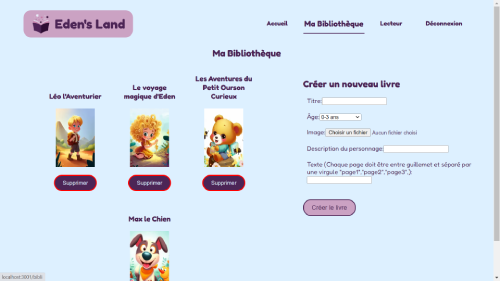 Eden's Land
Accueil
Ma Bibliothèque
Lecteur
Déconnexion
Ma Bibliothèque
Léo l'Aventurier
Supprimer
Le voyage
magique d'Eden
Supprimer
Les Aventures du
Petit Ourson
Curieux
Supprimer
Max le Chien
Créer un nouveau livre
Titre:
Âge: 0-3 ans
Image: Choisir un fichier Aucun fichier choisi
Description du personnage:
Texte (Chaque page doit être entre guillemet et séparé par
une virgule "page1","page2","page3",):
Créer le livre